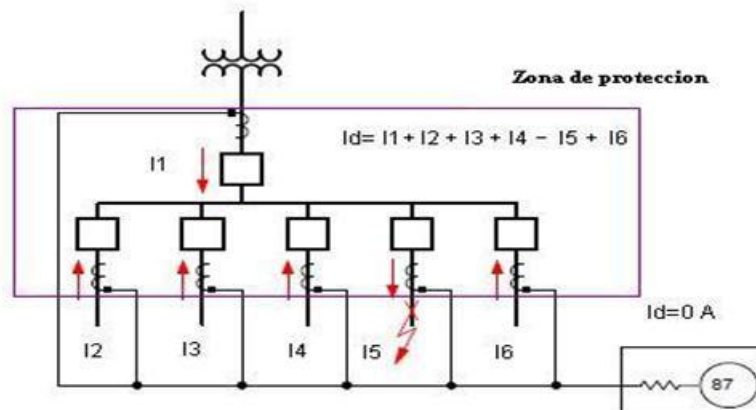 Zona de proteccion
Id= I1 + I2 + I3 + I4 - I5 + I6
I1
Id=0 A
I2
I3
I4
I5
I6
87